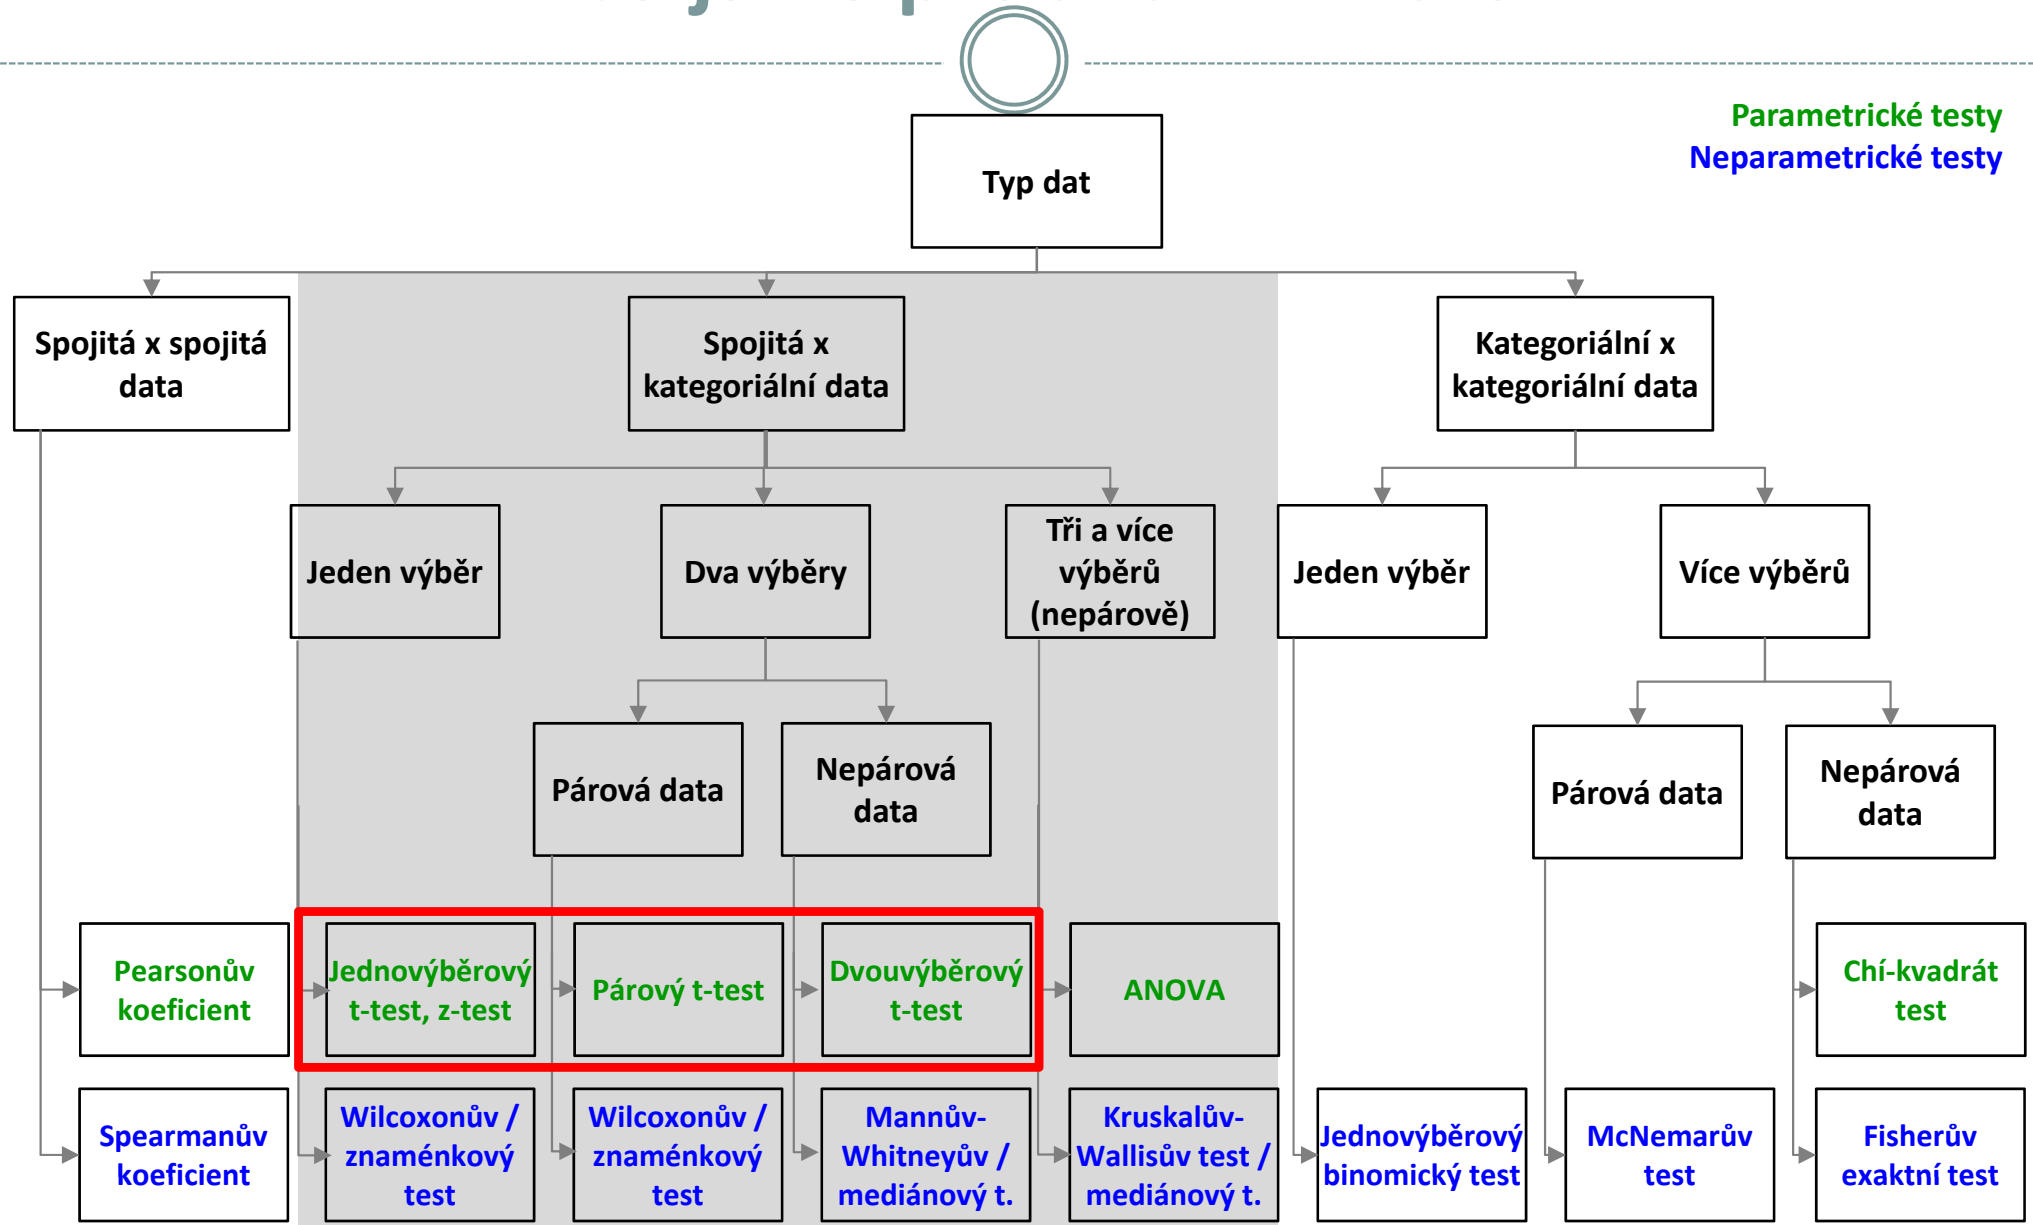 Parametrické testy
Neparametrické testy
Typ dat
Spojitá x spojitá
data
Spojitá x
kategoriální data
Kategoriální x
kategoriální data
Jeden výběr
Dva výběry
Tři a více
výběrů
(nepárově)
Jeden výběr
Více výběrů
Párová data
Nepárová
data
Párová data
Nepárová
data
Pearsonův
koeficient
Jednovýběrový
t-test, z-test
Párový t-test
Dvouvýběrový
t-test
ANOVA
Chí-kvadrát
test
Spearmanův
koeficient
Wilcoxonův /
znaménkový
test
Wilcoxonův /
znaménkový
test
Mannův-
Whitneyův /
mediánový t.
Kruskalův-
Wallisův test /
mediánový t.
Jednovýběrový
binomický test
McNemarův
test
Fisherův
exaktní test